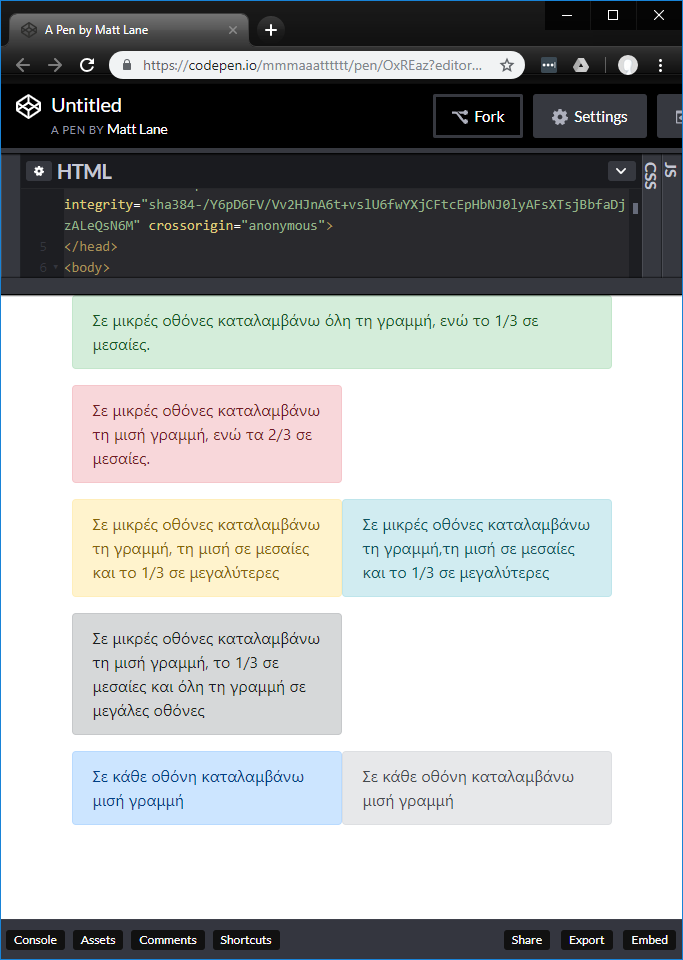 A Pen by Matt Lane
https://codepen.io/mmmaaatttttt/pen/OxREaz?editor...
Untitled
A PEN BY Matt Lane
Fork
Settings
HTML
CSS
JS
integrity="sha384-/Y6pD6FV/Vv2HJnA6t+vslU6fwYXjCFtcEpHbNJ0lyAFsXTsjBbfaDj
zALeQsN6M" crossorigin="anonymous">
5 </head>
6 <body>
Σε μικρές οθόνες καταλαμβάνω όλη τη γραμμή, ενώ το 1/3 σε
μεσαίες.
Σε μικρές οθόνες καταλαμβάνω
τη μισή γραμμή, ενώ τα 2/3 σε
μεσαίες.
Σε μικρές οθόνες καταλαμβάνω
τη γραμμή, τη μισή σε μεσαίες
και το 1/3 σε μεγαλύτερες
Σε μικρές οθόνες καταλαμβάνω
τη γραμμή,τη μισή σε μεσαίες
και το 1/3 σε μεγαλύτερες
Σε μικρές οθόνες καταλαμβάνω
τη μισή γραμμή, το 1/3 σε
μεσαίες και όλη τη γραμμή σε
μεγάλες οθόνες
Σε κάθε οθόνη καταλαμβάνω
μισή γραμμή
Σε κάθε οθόνη καταλαμβάνω
μισή γραμμή
Console
Assets
Comments
Shortcuts
Share
Export
Embed